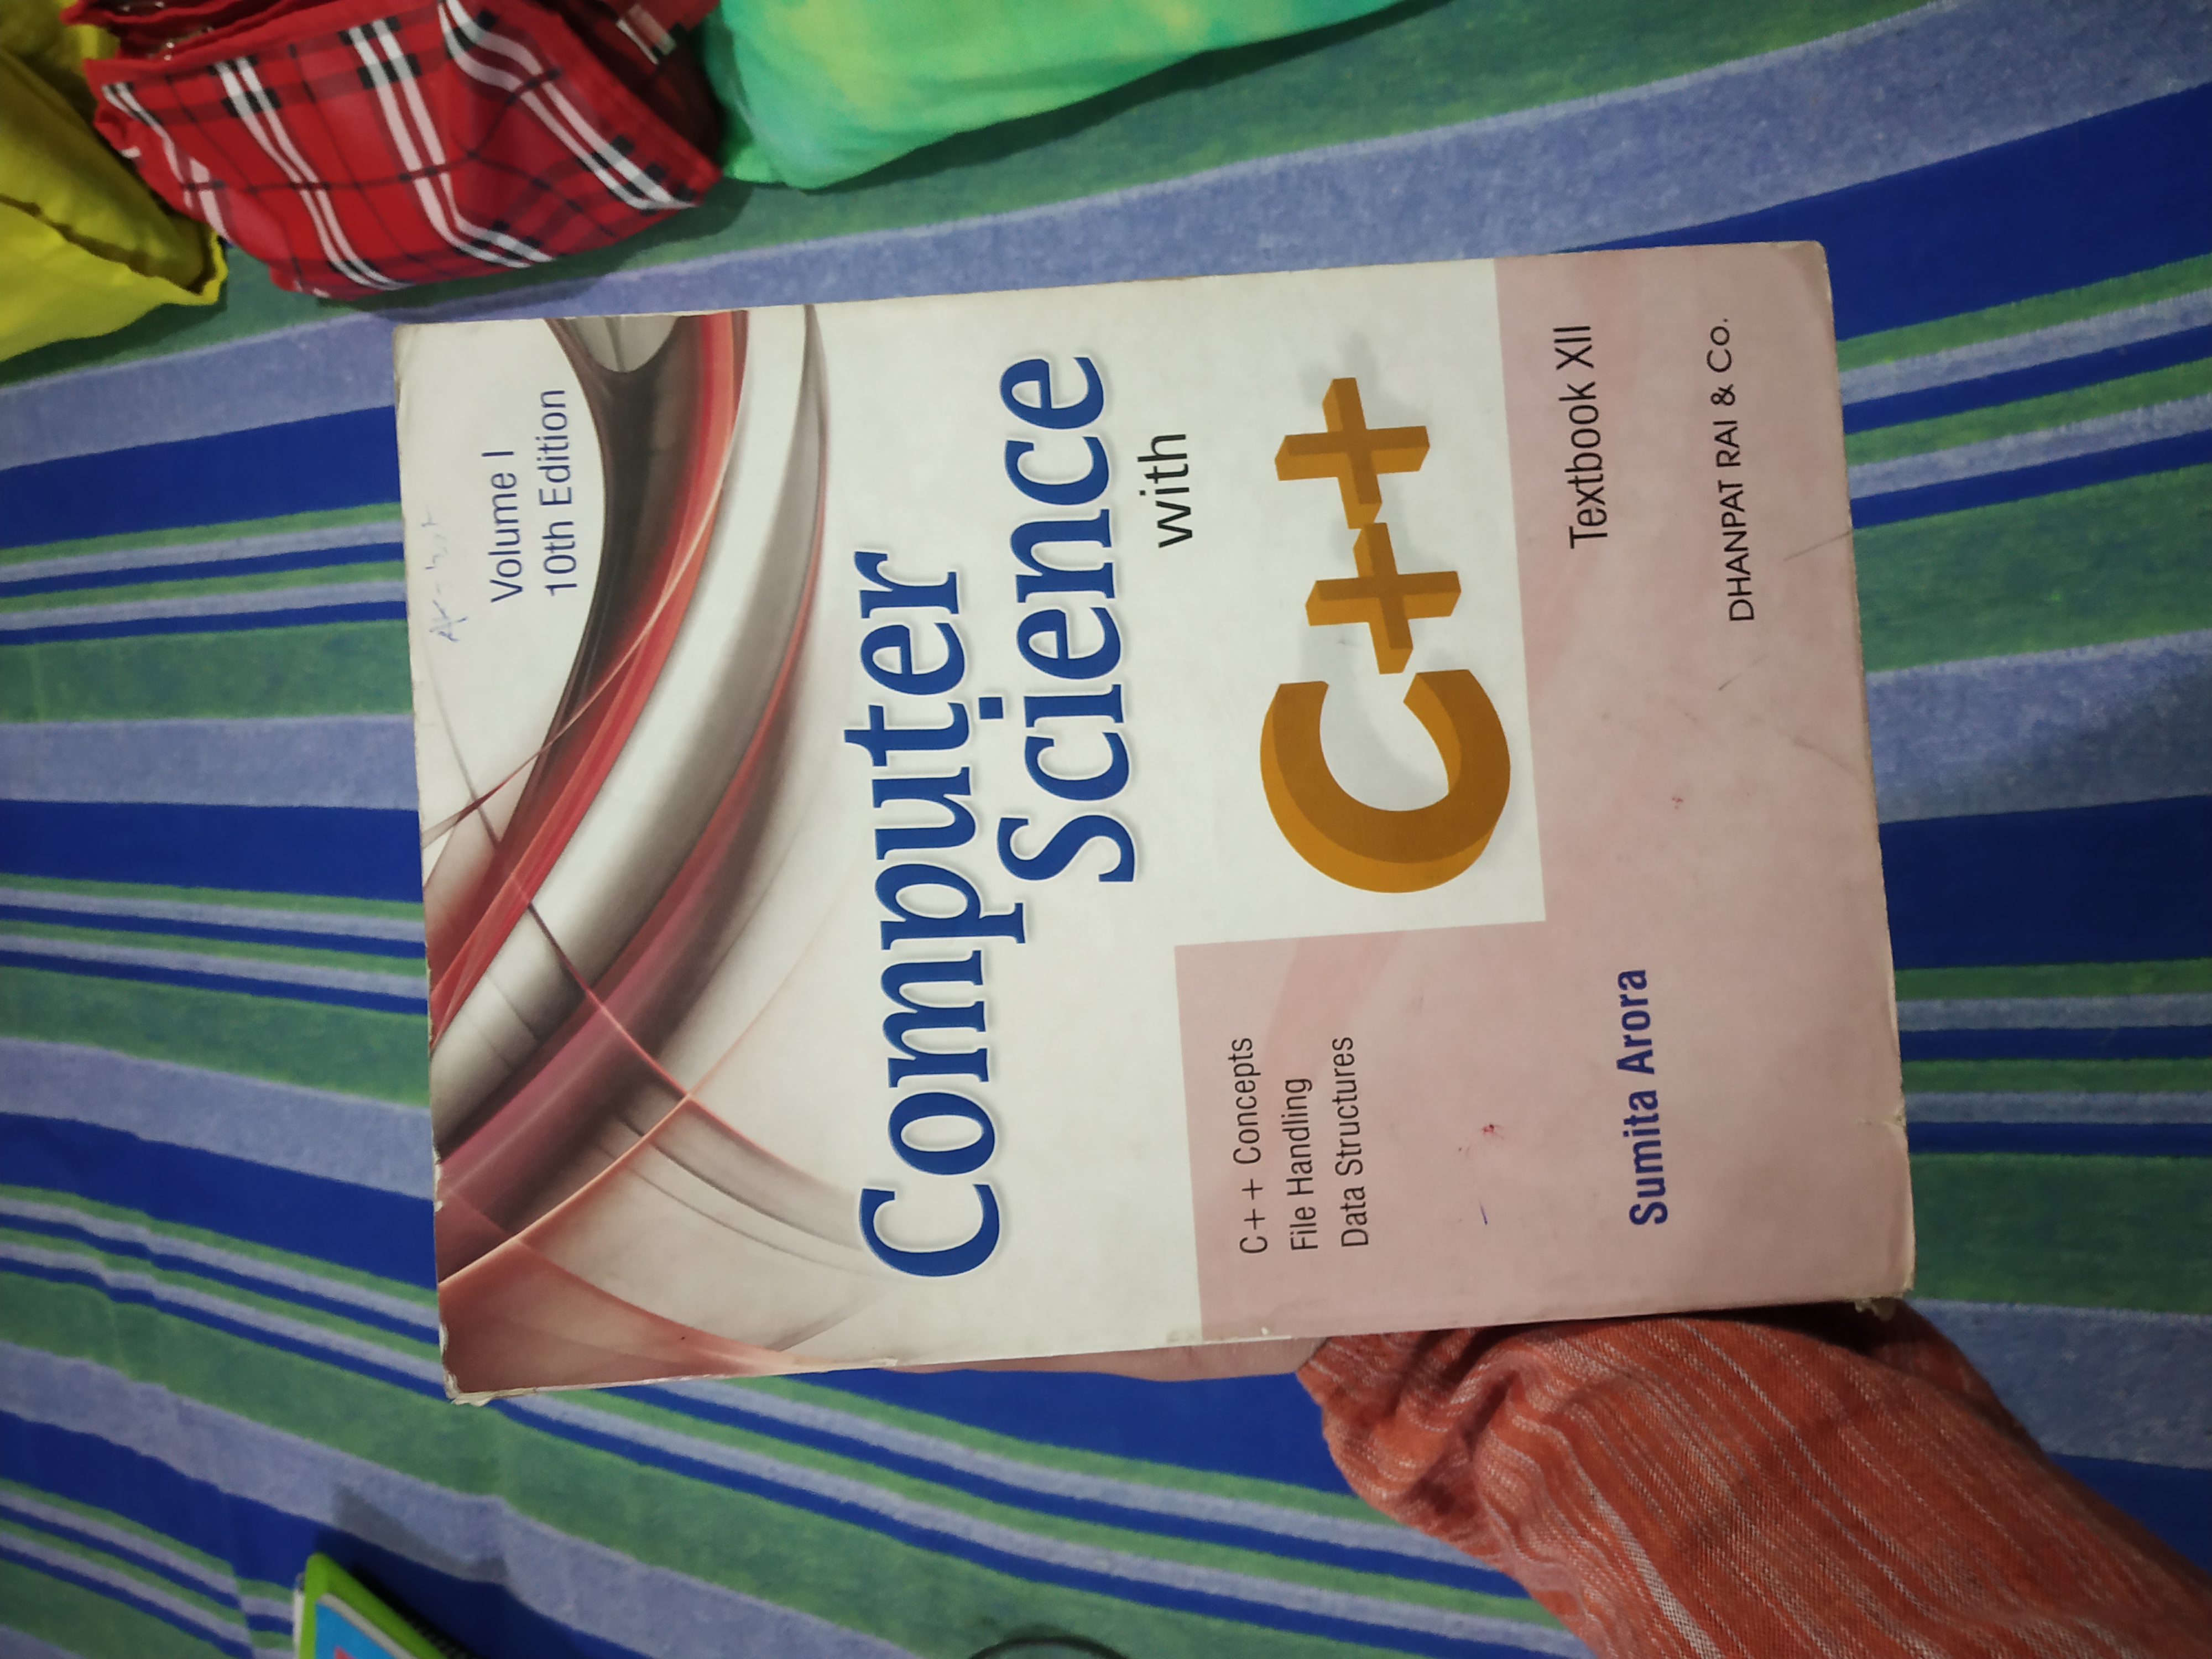 Volume I
10th Edition
Computer
Science
with
C++
C++ Concepts
File Handling
Data Structures
Textbook XII
Sumita Arora
DHANPAT RAI & Co.